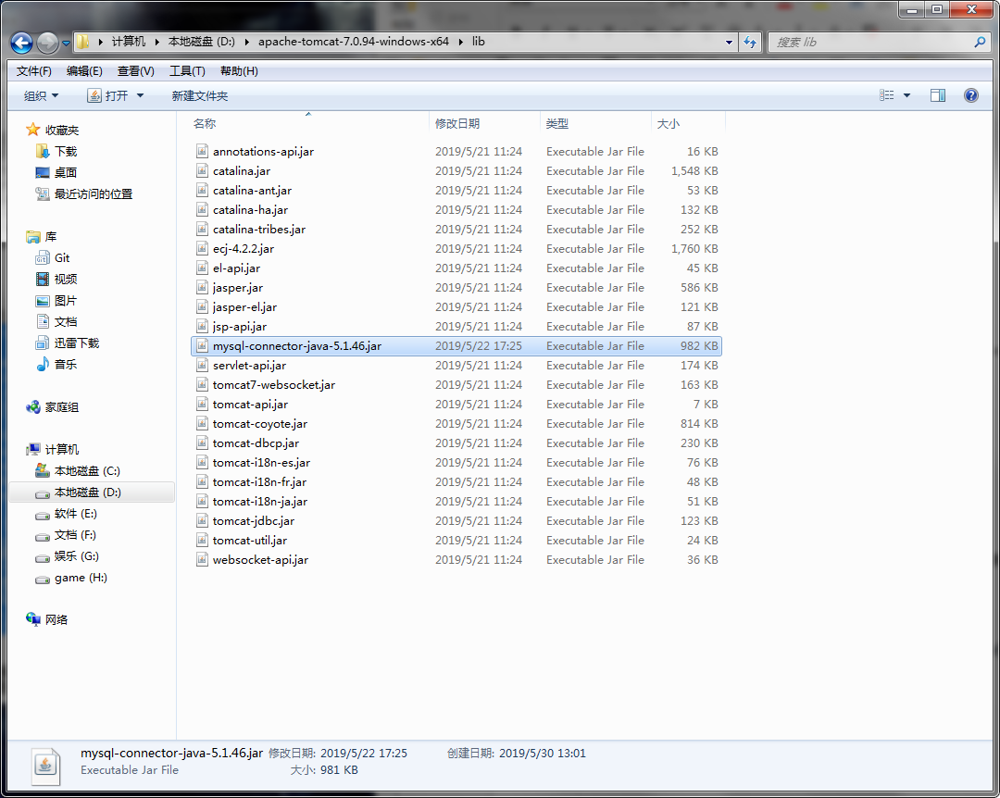 计算机 本地磁盘 (D:) apache-tomcat-7.0.94-windows-x64 lib 搜索 lib
文件(F) 编辑(E) 查看(V) 工具(T) 帮助(H)
组织 打开 新建文件夹
收藏夹
下载
桌面
最近访问的位置
库
Git
视频
图片
文档
迅雷下载
音乐
家庭组
计算机
本地磁盘 (C:)
本地磁盘 (D:)
软件 (E:)
文档 (F:)
娱乐 (G:)
game (H:)
网络
名称 修改日期 类型 大小
annotations-api.jar 2019/5/21 11:24 Executable Jar File 16 KB
catalina.jar 2019/5/21 11:24 Executable Jar File 1,548 KB
catalina-ant.jar 2019/5/21 11:24 Executable Jar File 53 KB
catalina-ha.jar 2019/5/21 11:24 Executable Jar File 132 KB
catalina-tribes.jar 2019/5/21 11:24 Executable Jar File 252 KB
ecj-4.2.2.jar 2019/5/21 11:24 Executable Jar File 1,760 KB
el-api.jar 2019/5/21 11:24 Executable Jar File 45 KB
jasper.jar 2019/5/21 11:24 Executable Jar File 586 KB
jasper-el.jar 2019/5/21 11:24 Executable Jar File 121 KB
jsp-api.jar 2019/5/21 11:24 Executable Jar File 87 KB
mysql-connector-java-5.1.46.jar 2019/5/22 17:25 Executable Jar File 982 KB
servlet-api.jar 2019/5/21 11:24 Executable Jar File 174 KB
tomcat7-websocket.jar 2019/5/21 11:24 Executable Jar File 163 KB
tomcat-api.jar 2019/5/21 11:24 Executable Jar File 7 KB
tomcat-coyote.jar 2019/5/21 11:24 Executable Jar File 814 KB
tomcat-dbcp.jar 2019/5/21 11:24 Executable Jar File 230 KB
tomcat-i18n-es.jar 2019/5/21 11:24 Executable Jar File 76 KB
tomcat-i18n-fr.jar 2019/5/21 11:24 Executable Jar File 48 KB
tomcat-i18n-ja.jar 2019/5/21 11:24 Executable Jar File 51 KB
tomcat-jdbc.jar 2019/5/21 11:24 Executable Jar File 123 KB
tomcat-util.jar 2019/5/21 11:24 Executable Jar File 24 KB
websocket-api.jar 2019/5/21 11:24 Executable Jar File 36 KB
mysql-connector-java-5.1.46.jar 修改日期: 2019/5/22 17:25 创建日期: 2019/5/30 13:01
Executable Jar File 大小: 981 KB